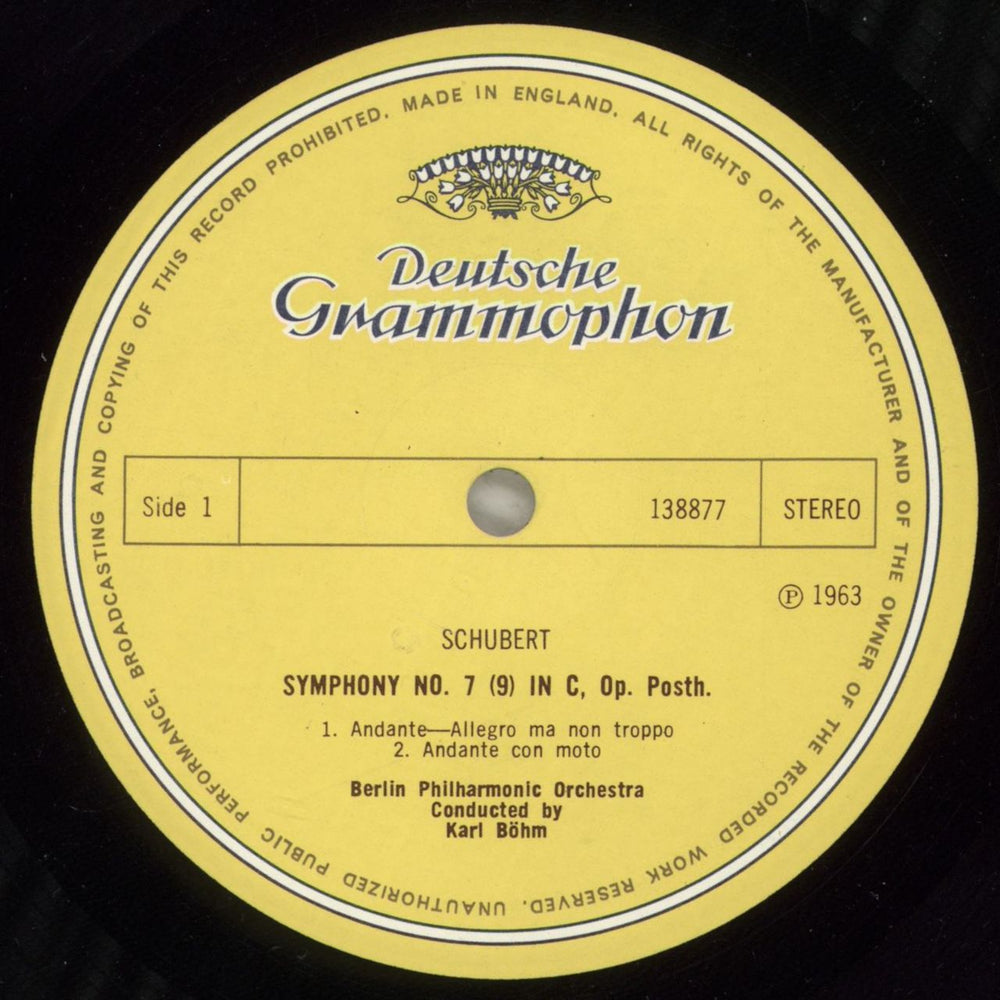 MADE IN ENGLAND. ALL RIGHTS OF THE MANUFACTURER AND OF THE OWNER OF THE RECORDED WORK RESERVED. UNAUTHORIZED PUBLIC PERFORMANCE, BROADCASTING AND COPYING OF THIS RECORD PROHIBITED.
Deutsche
Grammophon
Side 1 138877 STEREO
℗ 1963
SCHUBERT
SYMPHONY NO. 7 (9) IN C, Op. Posth.
1. Andante—Allegro ma non troppo
2. Andante con moto
Berlin Philharmonic Orchestra
Conducted by
Karl Böhm